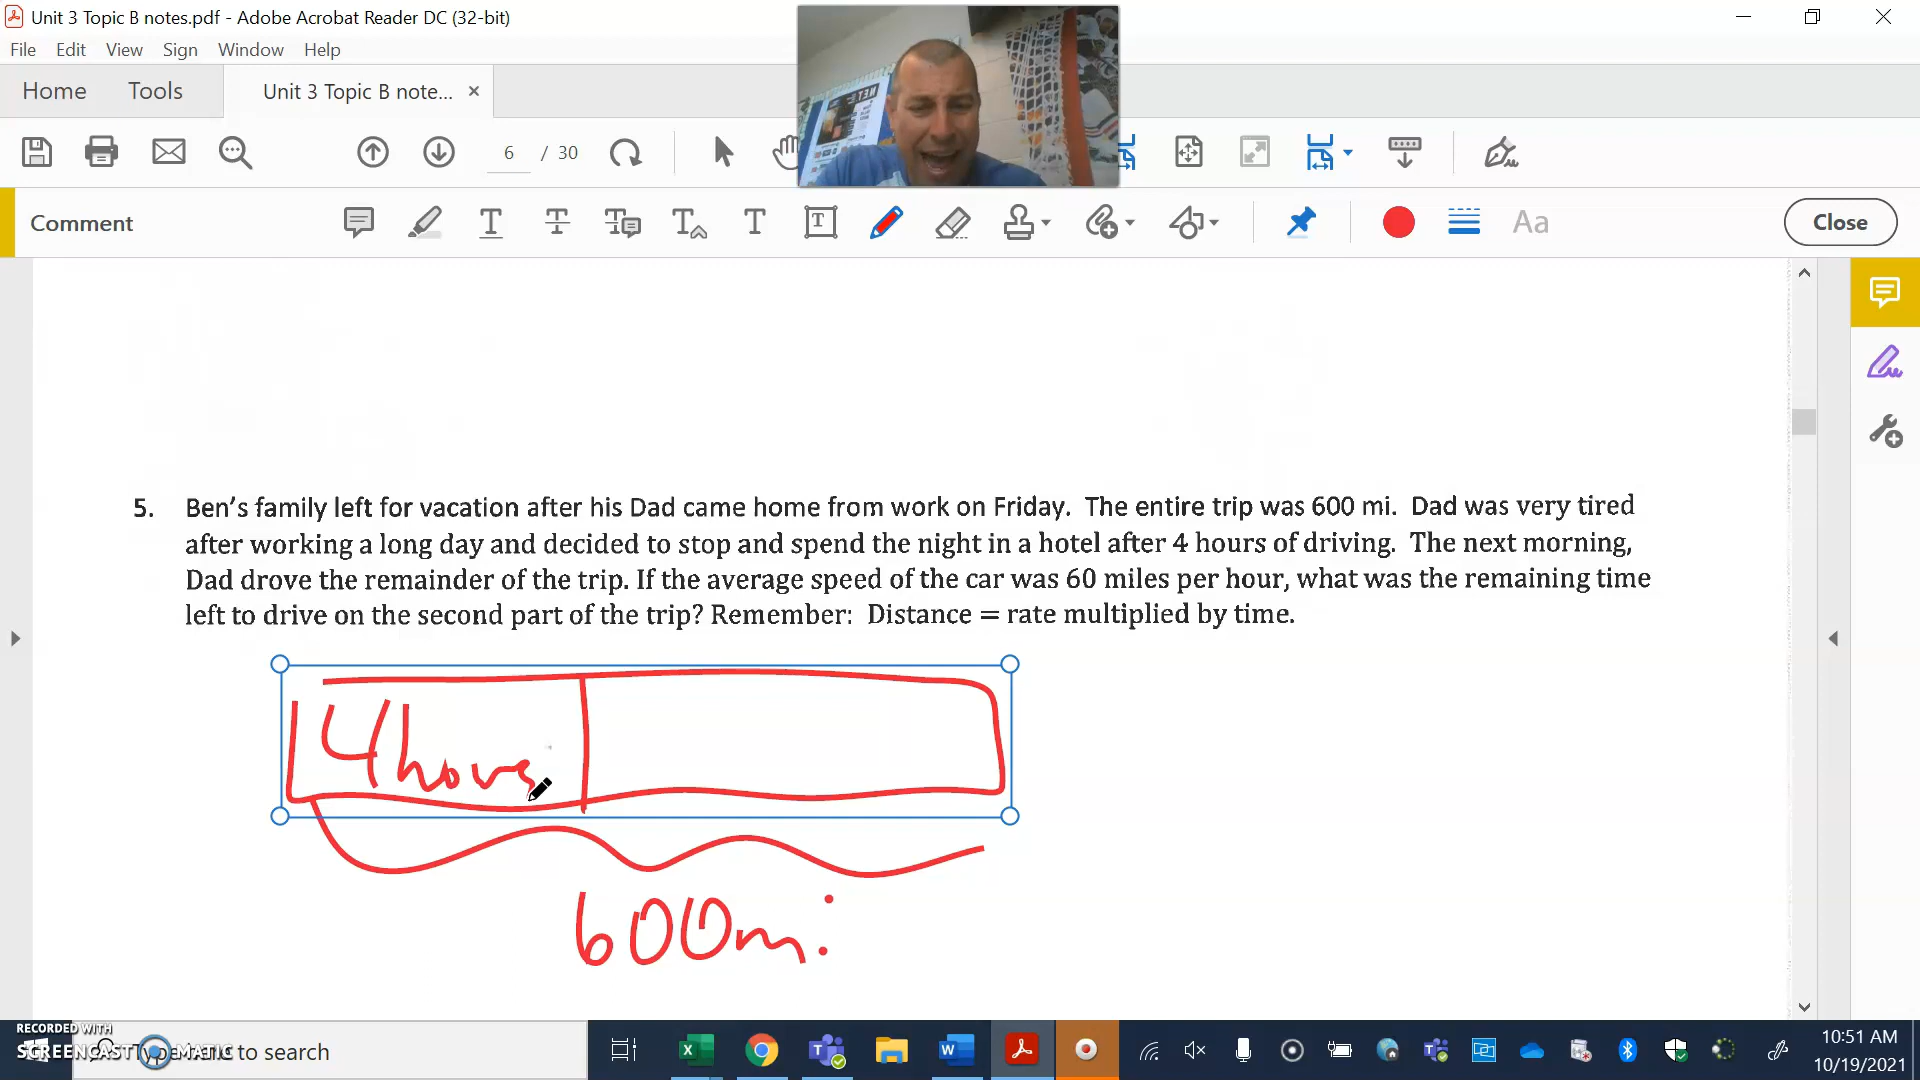 Unit 3 Topic B notes.pdf - Adobe Acrobat Reader DC (32-bit)
File Edit View Sign Window Help
Home Tools Unit 3 Topic B note... ×
6 / 30
Comment Aa Close
5. Ben's family left for vacation after his Dad came home from work on Friday. The entire trip was 600 mi. Dad was very tired
after working a long day and decided to stop and spend the night in a hotel after 4 hours of driving. The next morning,
Dad drove the remainder of the trip. If the average speed of the car was 60 miles per hour, what was the remaining time
left to drive on the second part of the trip? Remember: Distance = rate multiplied by time.
4 hours
600 mi
RECORDED WITH
SCREENCAST MATIC
Type here to search
10:51 AM
10/19/2021